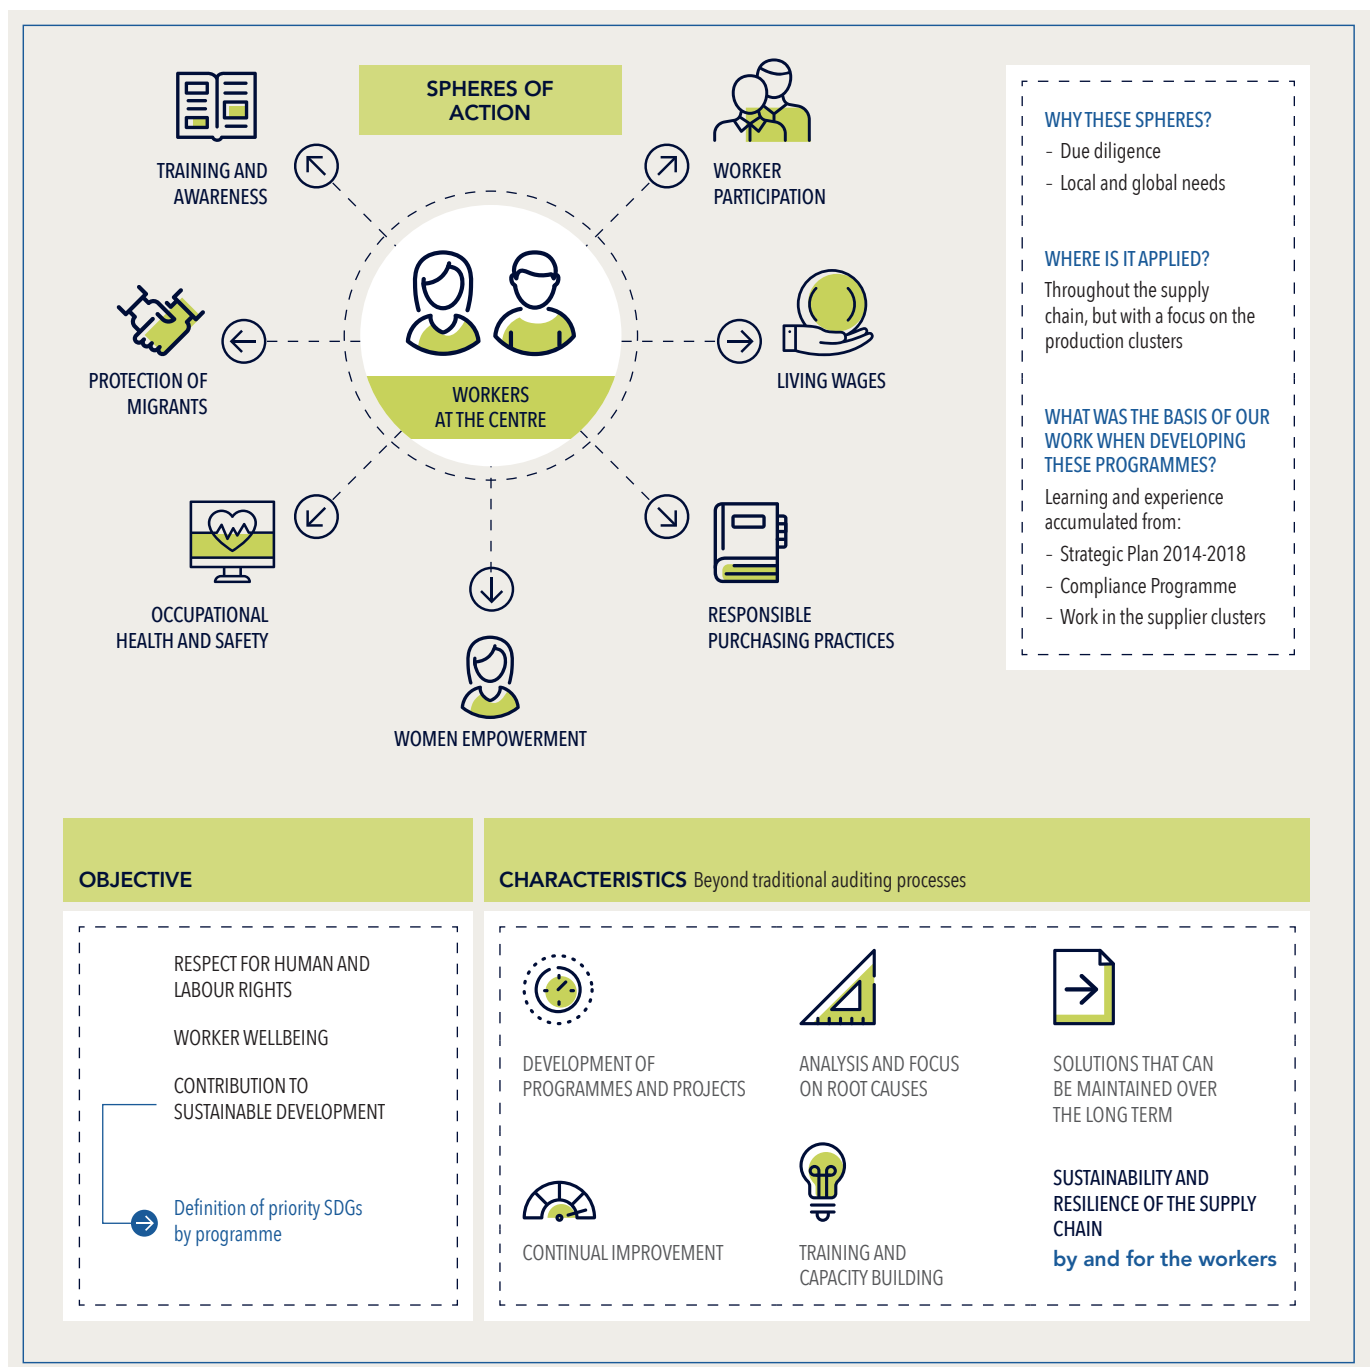 SPHERES OF
ACTION
TRAINING AND
AWARENESS
WORKER
PARTICIPATION
PROTECTION OF
MIGRANTS
WORKERS
AT THE CENTRE
LIVING WAGES
OCCUPATIONAL
HEALTH AND SAFETY
RESPONSIBLE
PURCHASING PRACTICES
WOMEN EMPOWERMENT
WHY THESE SPHERES?
- Due diligence
- Local and global needs
WHERE IS IT APPLIED?
Throughout the supply
chain, but with a focus on the
production clusters
WHAT WAS THE BASIS OF OUR
WORK WHEN DEVELOPING
THESE PROGRAMMES?
Learning and experience
accumulated from:
- Strategic Plan 2014-2018
- Compliance Programme
- Work in the supplier clusters
OBJECTIVE
RESPECT FOR HUMAN AND
LABOUR RIGHTS
WORKER WELLBEING
CONTRIBUTION TO
SUSTAINABLE DEVELOPMENT
Definition of priority SDGs
by programme
CHARACTERISTICS Beyond traditional auditing processes
DEVELOPMENT OF
PROGRAMMES AND PROJECTS
ANALYSIS AND FOCUS
ON ROOT CAUSES
SOLUTIONS THAT CAN
BE MAINTAINED OVER
THE LONG TERM
CONTINUAL IMPROVEMENT
TRAINING AND
CAPACITY BUILDING
SUSTAINABILITY AND
RESILIENCE OF THE SUPPLY
CHAIN
by and for the workers